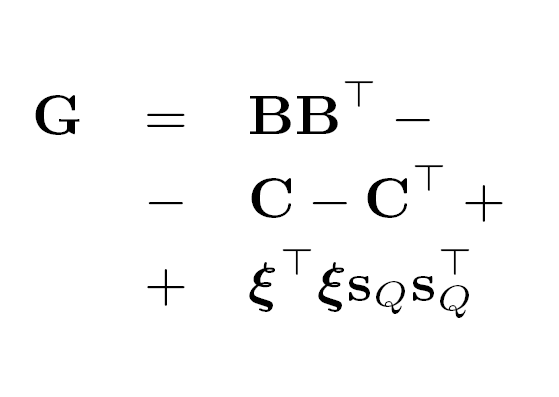 G = BB⊤ −
− C − C⊤ +
+ ξ⊤ξs_Q s_Q⊤